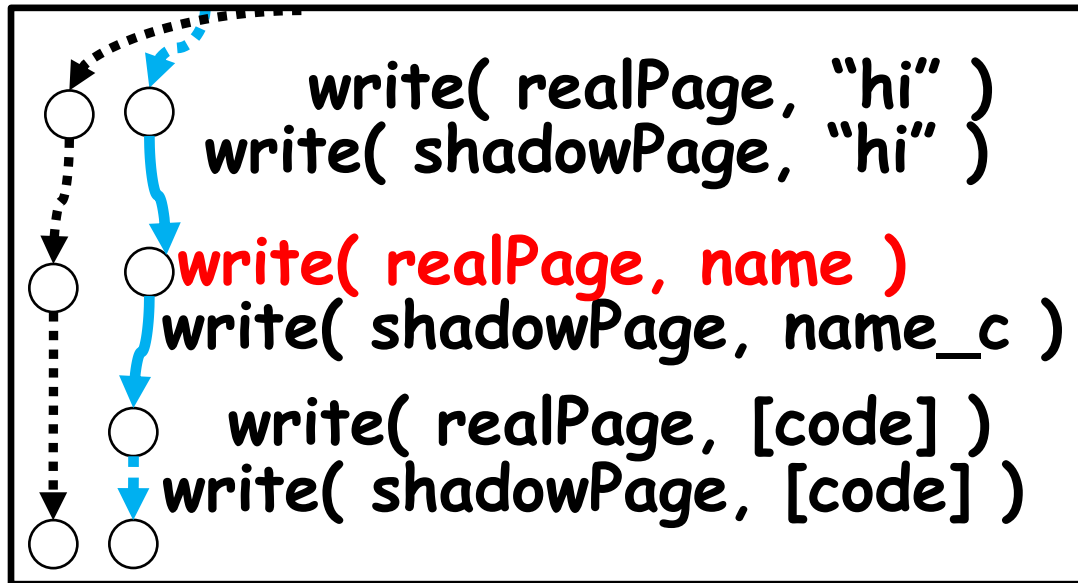 write( realPage, “hi” )
write( shadowPage, “hi” )
write( realPage, name )
write( shadowPage, name_c )
write( realPage, [code] )
write( shadowPage, [code] )